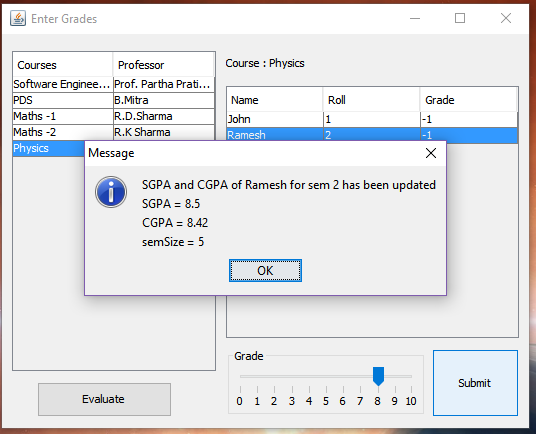 Enter Grades
Courses Professor
Software Enginee... Prof. Partha Prati...
PDS B.Mitra
Maths -1 R.D.Sharma
Maths -2 R.K Sharma
Physics
Course : Physics
Name Roll Grade
John 1 -1
Ramesh 2 -1
Message
SGPA and CGPA of Ramesh for sem 2 has been updated
SGPA = 8.5
CGPA = 8.42
semSize = 5
OK
Grade
0 1 2 3 4 5 6 7 8 9 10
Submit
Evaluate